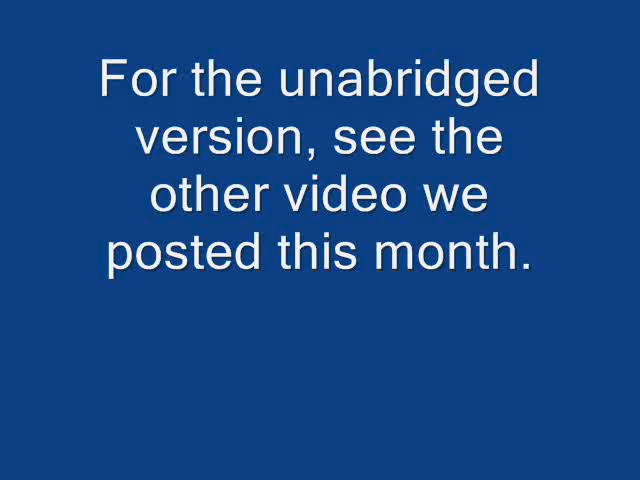 For the unabridged
version, see the
other video we
posted this month.